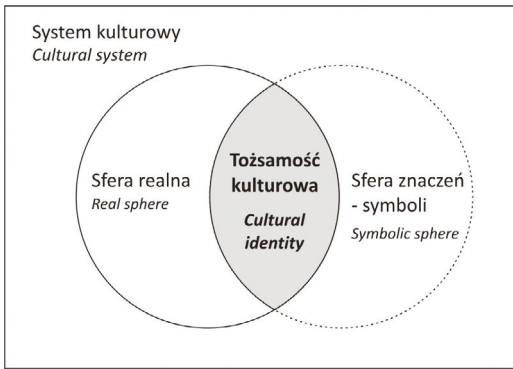 System kulturowy
Cultural system
Sfera realna
Real sphere
Tożsamość
kulturowa
Cultural
identity
Sfera znaczeń
- symboli
Symbolic sphere